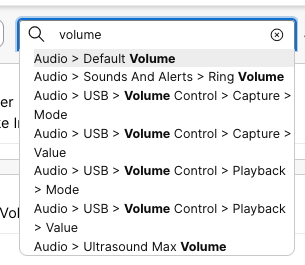 volume
Audio > Default Volume
Audio > Sounds And Alerts > Ring Volume
er
Audio > USB > Volume Control > Capture >
Mode
Audio > USB > Volume Control > Capture >
Value
Audio > USB > Volume Control > Playback
> Mode
Vol
Audio > USB > Volume Control > Playback
> Value
Audio > Ultrasound Max Volume